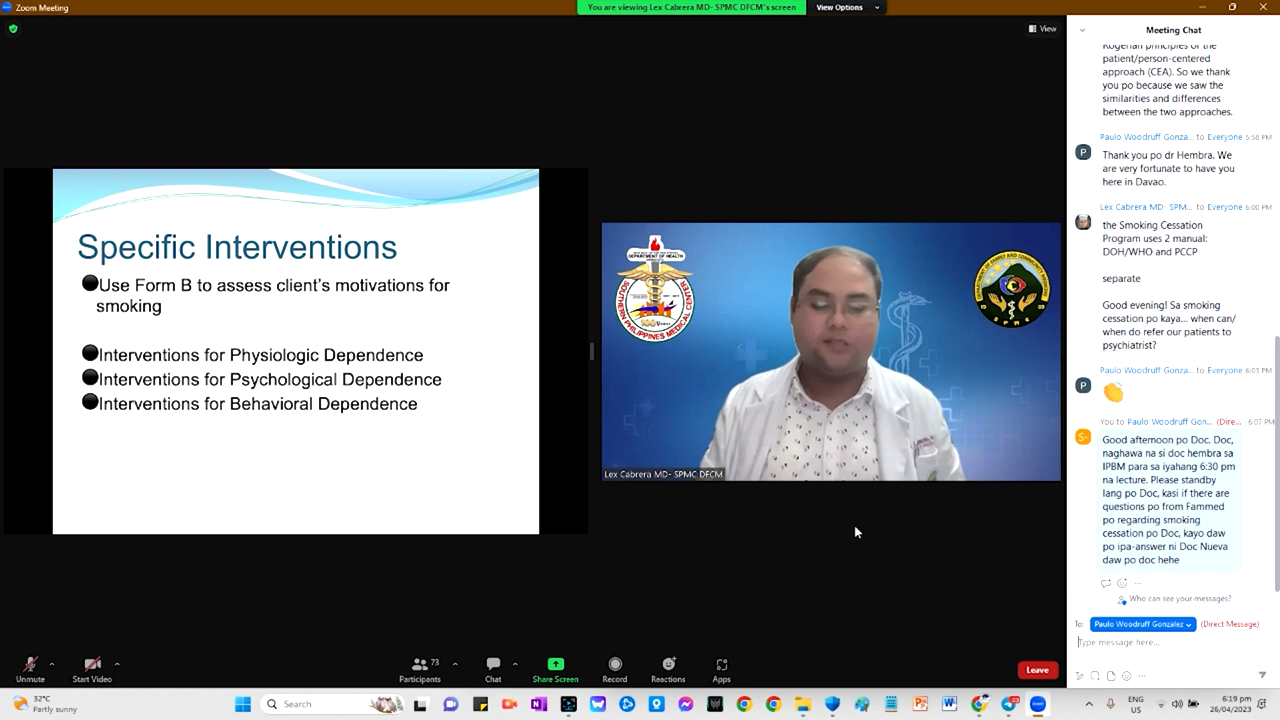 Zoom Meeting
You are viewing Lex Cabrera MD- SPMC DFCM's screen
View Options
View
Specific Interventions
Use Form B to assess client's motivations for
smoking
Interventions for Physiologic Dependence
Interventions for Psychological Dependence
Interventions for Behavioral Dependence
DEPARTMENT OF HEALTH
SOUTHERN PHILIPPINES MEDICAL CENTER
SPMC
Lex Cabrera MD- SPMC DFCM
Meeting Chat
Rogerian principles of the
patient/person-centered
approach (CEA). So we thank
you po because we saw the
similarities and differences
between the two approaches.
Paulo Woodruff Gonza... to Everyone 5:58 PM
P
Thank you po dr Hembra. We
are very fortunate to have you
here in Davao.
Lex Cabrera MD- SPM... to Everyone 6:00 PM
the Smoking Cessation
Program uses 2 manual:
DOH/WHO and PCCP
separate
Good evening! Sa smoking
cessation po kaya... when can/
when do refer our patients to
psychiatrist?
Paulo Woodruff Gonza... to Everyone 6:03 PM
P
You to Paulo Woodruff Gon... (Dire... 6:07 PM
S-
Good afternoon po Doc. Doc,
naghawa na si doc hembra sa
IPBM para sa iyahang 6:30 pm
na lecture. Please standby
lang po Doc, kasi if there are
questions po from Fammed
po regarding smoking
cessation po Doc, kayo daw
po ipa-answer ni Doc Nueva
daw po doc hehe
Who can see your messages?
To: Paulo Woodruff Gonzalez (Direct Message)
Type message here...
Unmute
Start Video
73
Participants
Chat
Share Screen
Record
Reactions
Apps
Leave
32°C
Partly sunny
Search
ENG
US
6:19 pm
26/04/2023